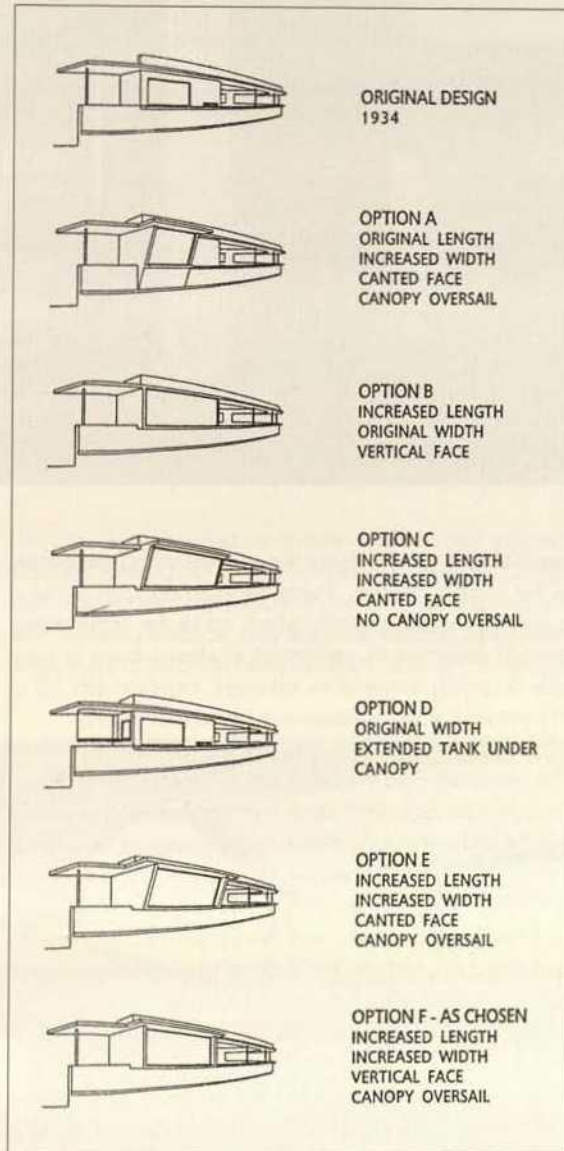 ORIGINAL DESIGN
1934
OPTION A
ORIGINAL LENGTH
INCREASED WIDTH
CANTED FACE
CANOPY OVERSAIL
OPTION B
INCREASED LENGTH
ORIGINAL WIDTH
VERTICAL FACE
OPTION C
INCREASED LENGTH
INCREASED WIDTH
CANTED FACE
NO CANOPY OVERSAIL
OPTION D
ORIGINAL WIDTH
EXTENDED TANK UNDER
CANOPY
OPTION E
INCREASED LENGTH
INCREASED WIDTH
CANTED FACE
CANOPY OVERSAIL
OPTION F - AS CHOSEN
INCREASED LENGTH
INCREASED WIDTH
VERTICAL FACE
CANOPY OVERSAIL